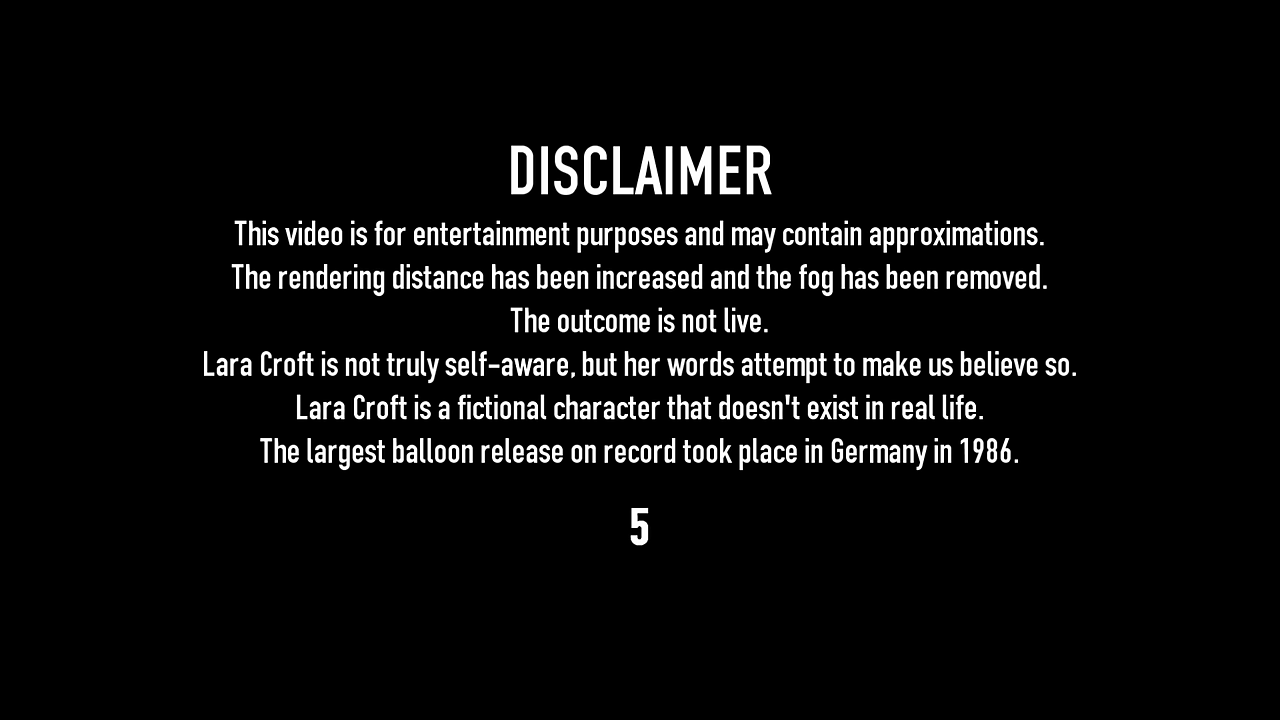 DISCLAIMER
This video is for entertainment purposes and may contain approximations.
The rendering distance has been increased and the fog has been removed.
The outcome is not live.
Lara Croft is not truly self-aware, but her words attempt to make us believe so.
Lara Croft is a fictional character that doesn't exist in real life.
The largest balloon release on record took place in Germany in 1986.
5